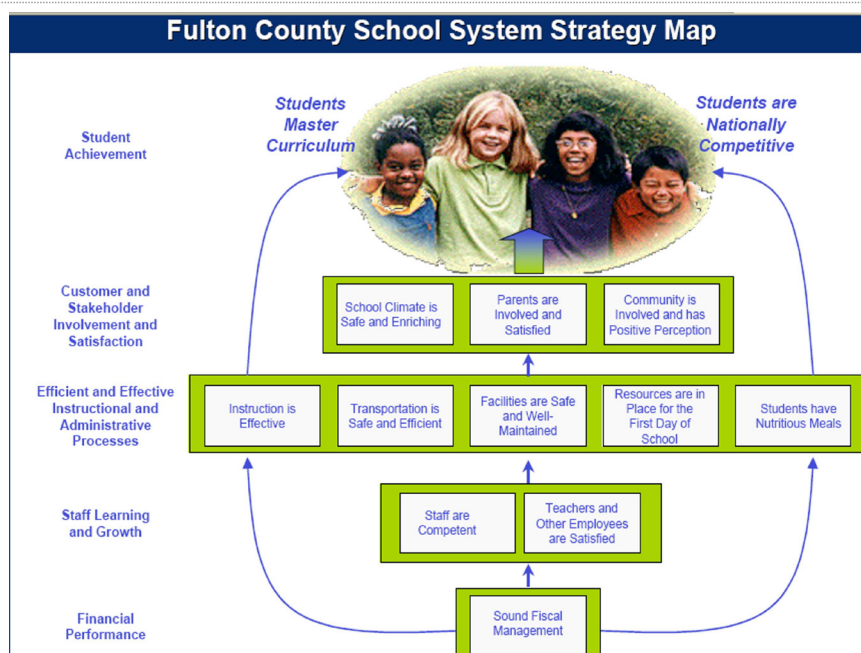 Fulton County School System Strategy Map
Student
Achievement
Students
Master
Curriculum
Students are
Nationally
Competitive
Customer and
Stakeholder
Involvement and
Satisfaction
School Climate is
Safe and Enriching
Parents are
Involved and
Satisfied
Community is
Involved and has
Positive Perception
Efficient and Effective
Instructional and
Administrative
Processes
Instruction is
Effective
Transportation is
Safe and Efficient
Facilities are Safe
and Well-
Maintained
Resources are in
Place for the
First Day of
School
Students have
Nutritious Meals
Staff Learning
and Growth
Staff are
Competent
Teachers and
Other Employees
are Satisfied
Financial
Performance
Sound Fiscal
Management